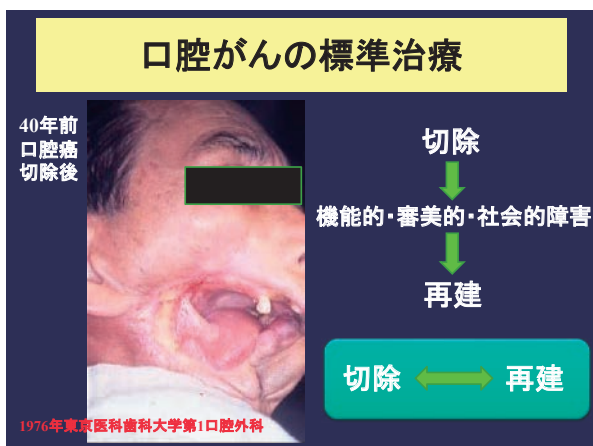 口腔がんの標準治療
40年前
口腔癌
切除後
切除
機能的・審美的・社会的障害
再建
切除
再建
1976年東京医科歯科大学第1口腔外科